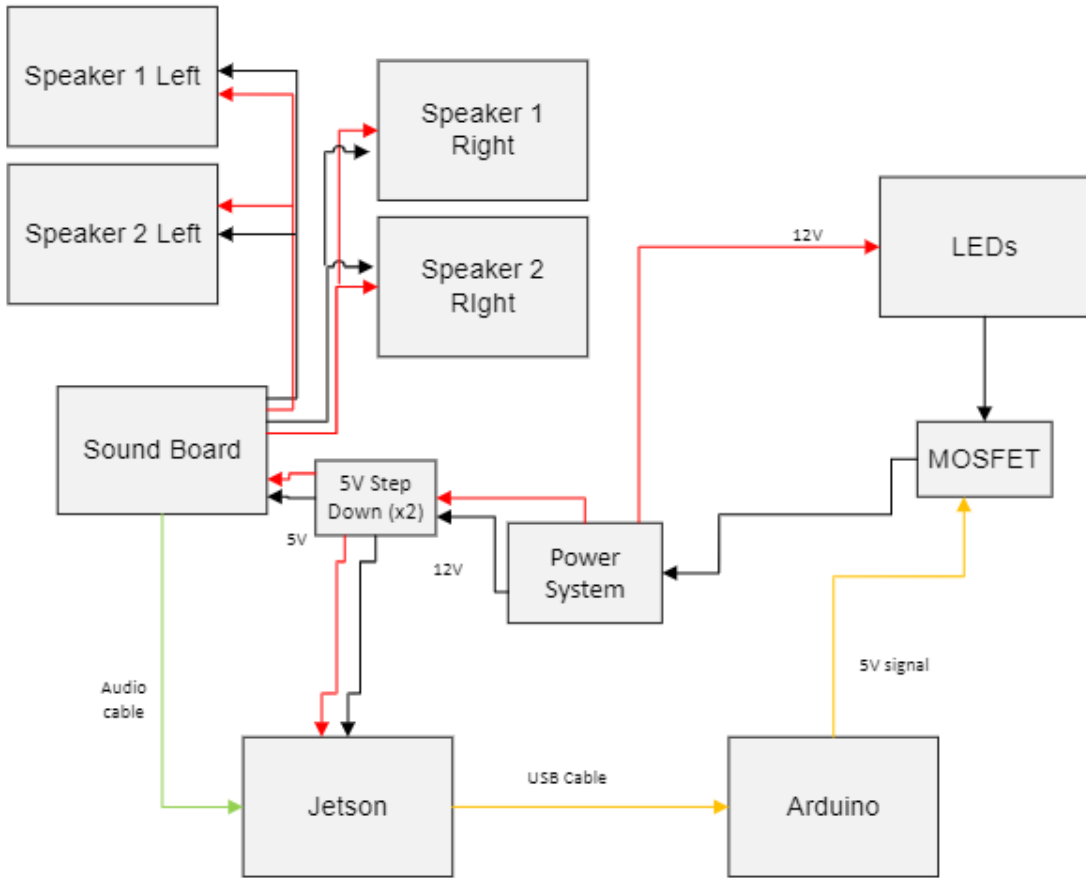 Speaker 1 Left
Speaker 1
Right
Speaker 2 Left
Speaker 2
RIght
12V
LEDs
Sound Board
MOSFET
5V Step
Down (x2)
5V
12V
Power
System
5V signal
Audio
cable
USB Cable
Jetson
Arduino